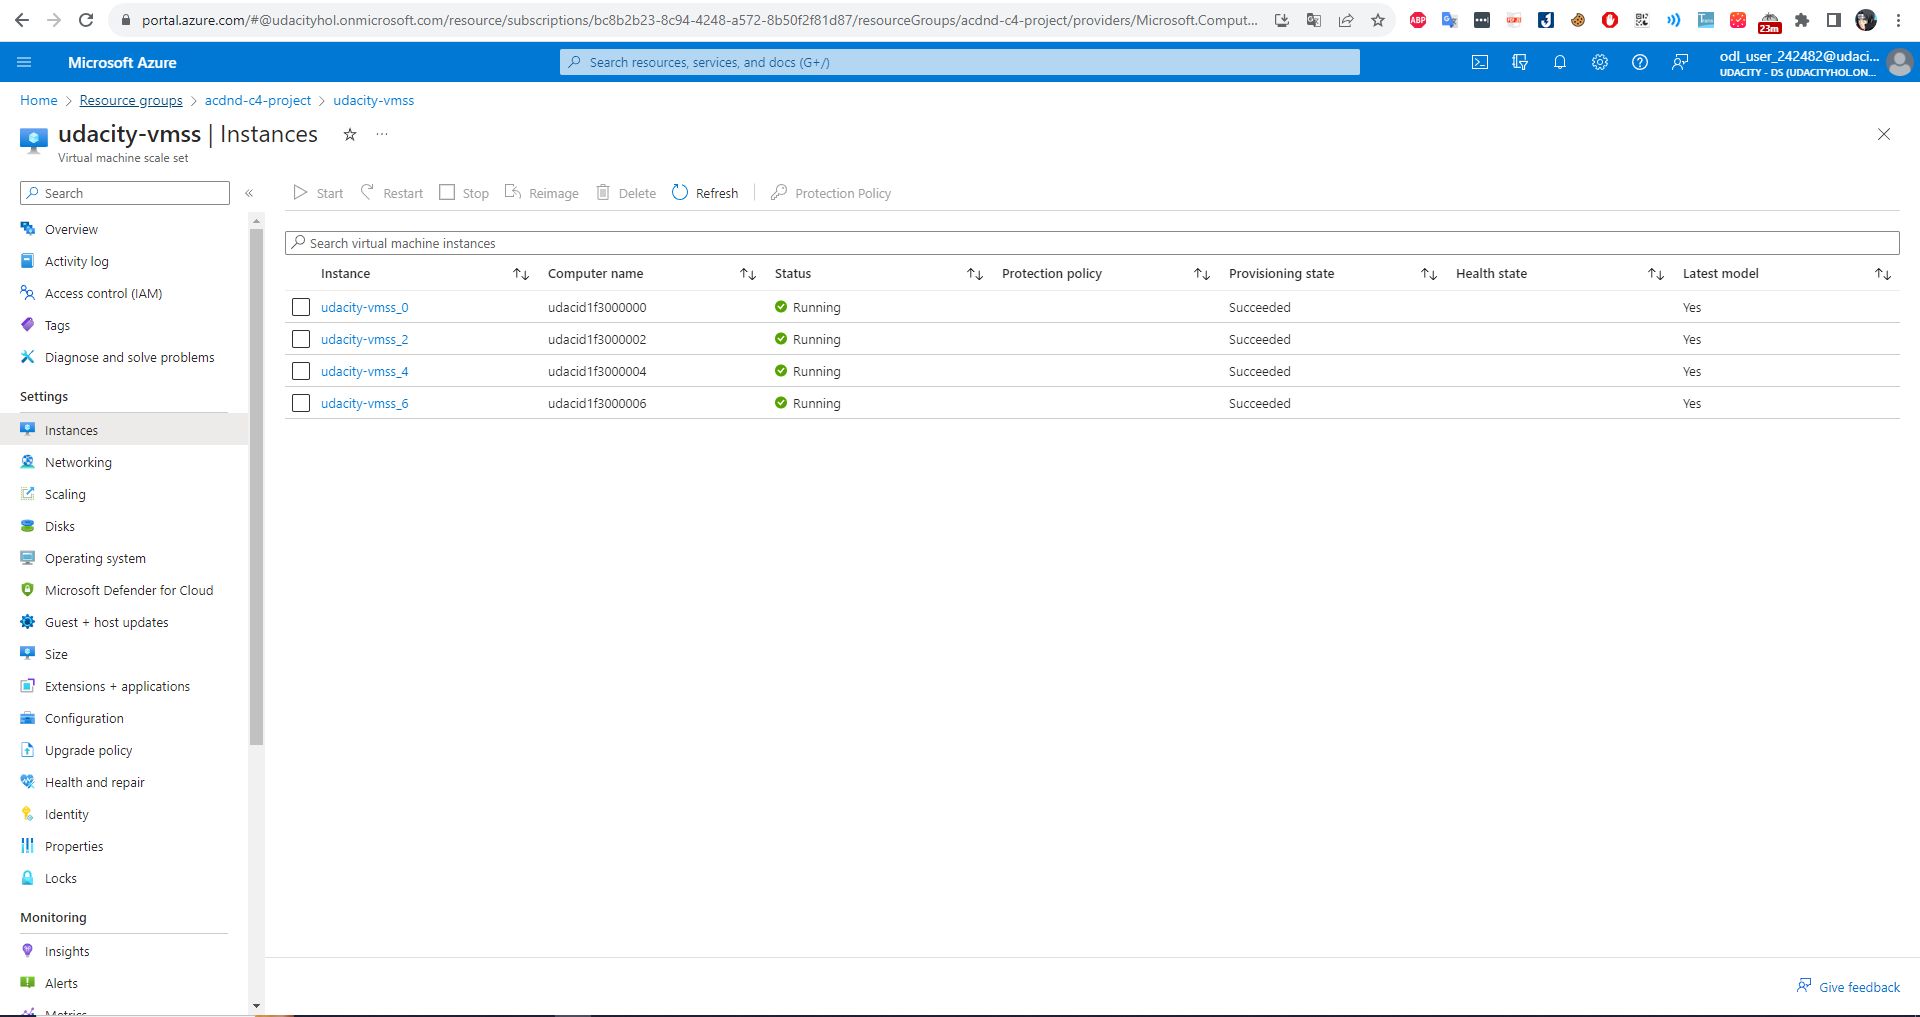 portal.azure.com/#@udacityhol.onmicrosoft.com/resource/subscriptions/bc8b2b23-8c94-4248-a572-8b50f2f81d87/resourceGroups/acdnd-c4-project/providers/Microsoft.Comput...
ABP
23m
Microsoft Azure
Search resources, services, and docs (G+/)
odl_user_242482@udaci...
UDACITY - DS (UDACITYHOL.ON...
Home > Resource groups > acdnd-c4-project > udacity-vmss
udacity-vmss | Instances
Virtual machine scale set
Search
Start Restart Stop Reimage Delete Refresh Protection Policy
Search virtual machine instances
Instance Computer name Status Protection policy Provisioning state Health state Latest model
udacity-vmss_0 udacid1f3000000 Running Succeeded Yes
udacity-vmss_2 udacid1f3000002 Running Succeeded Yes
udacity-vmss_4 udacid1f3000004 Running Succeeded Yes
udacity-vmss_6 udacid1f3000006 Running Succeeded Yes
Overview
Activity log
Access control (IAM)
Tags
Diagnose and solve problems
Settings
Instances
Networking
Scaling
Disks
Operating system
Microsoft Defender for Cloud
Guest + host updates
Size
Extensions + applications
Configuration
Upgrade policy
Health and repair
Identity
Properties
Locks
Monitoring
Insights
Alerts
Metrics
Give feedback